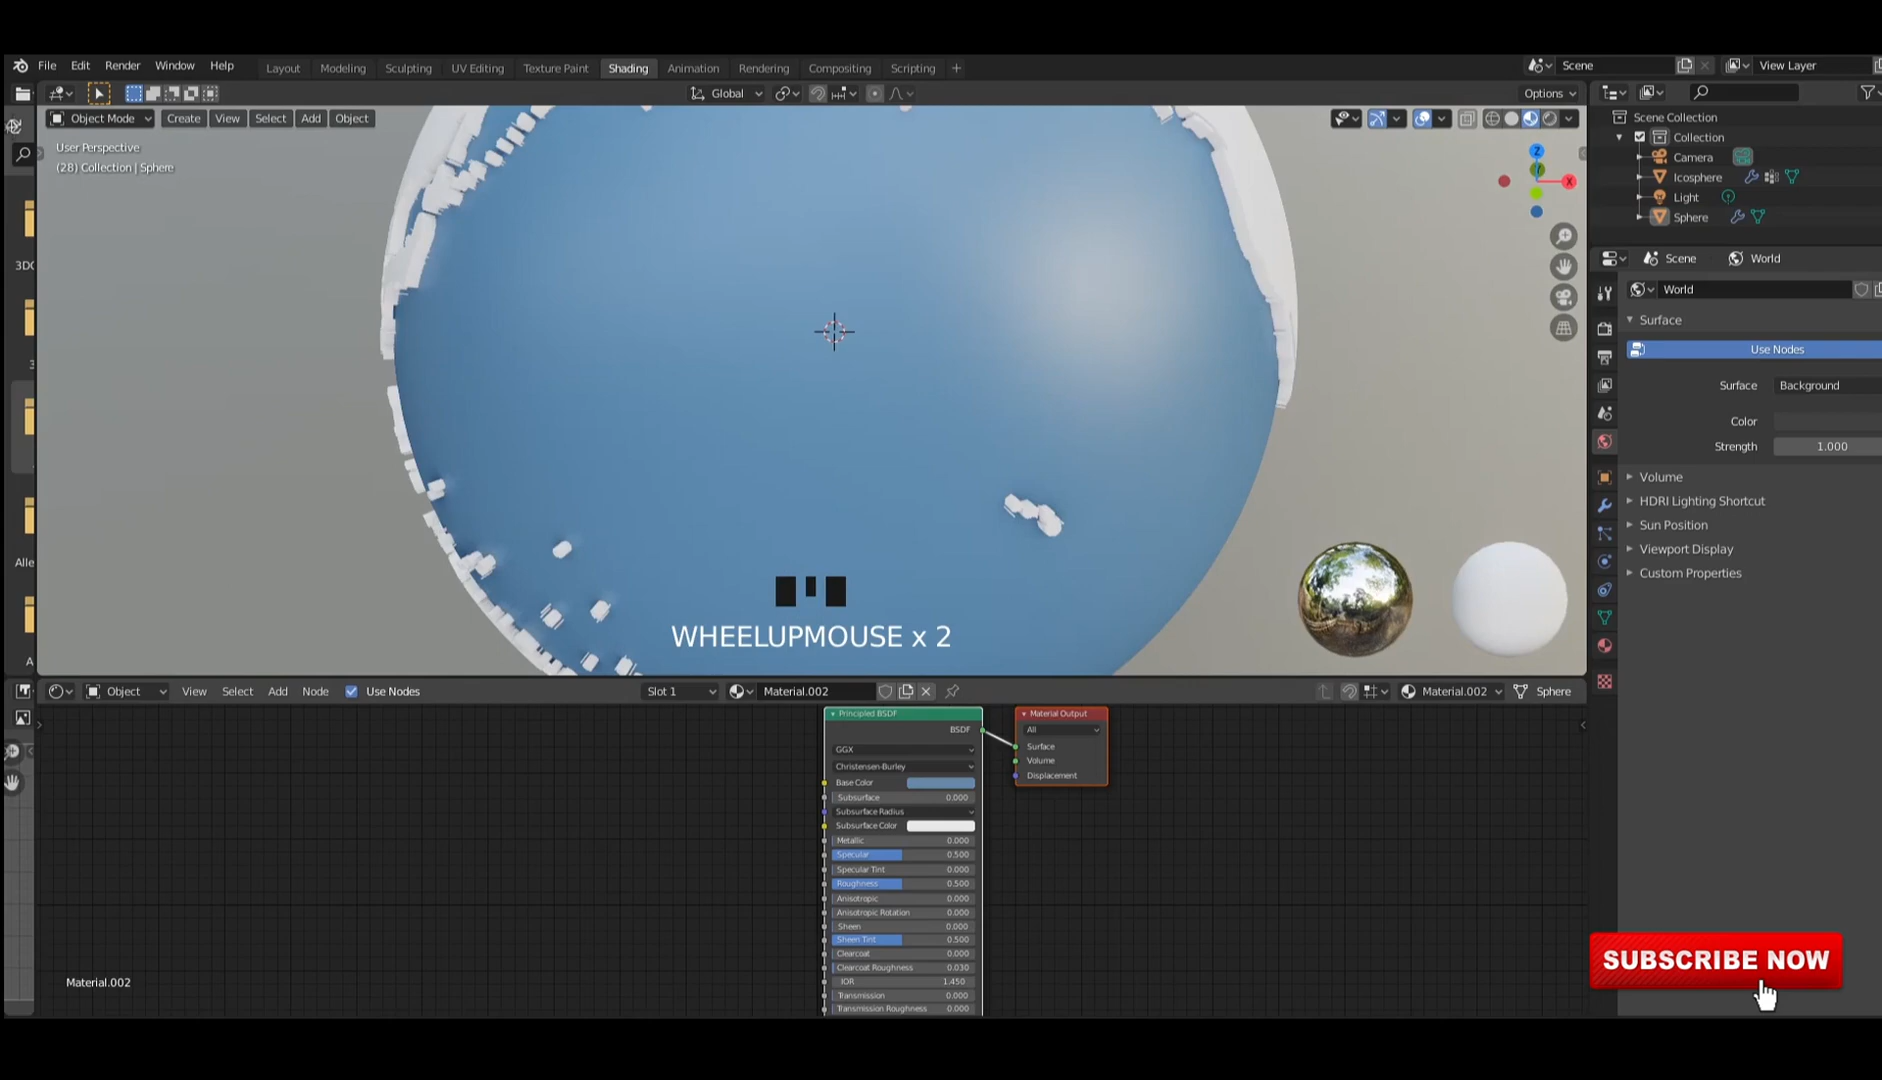 File Edit Render Window Help Layout Modeling Sculpting UV Editing Texture Paint Shading Animation Rendering Compositing Scripting + Scene View Layer
Global Options
Object Mode Create View Select Add Object
Scene Collection
Collection
Camera
Icosphere
Light
Sphere
User Perspective
(28) Collection | Sphere
Z
Y
X
3DC
3
Alle
A
Scene World
World
Surface
Use Nodes
Surface Background
Color
Strength 1.000
Volume
HDRI Lighting Shortcut
Sun Position
Viewport Display
Custom Properties
WHEELUPMOUSE x 2
Object View Select Add Node Use Nodes Slot 1 Material.002 Material.002 Sphere
Principled BSDF
BSDF
GGX
Christensen-Burley
Base Color
Subsurface 0.000
Subsurface Radius
Subsurface Color
Metallic 0.000
Specular 0.500
Specular Tint 0.000
Roughness 0.500
Anisotropic 0.000
Anisotropic Rotation 0.000
Sheen 0.000
Sheen Tint 0.500
Clearcoat 0.000
Clearcoat Roughness 0.030
IOR 1.450
Transmission 0.000
Transmission Roughness 0.000
Material Output
All
Surface
Volume
Displacement
Material.002
SUBSCRIBE NOW